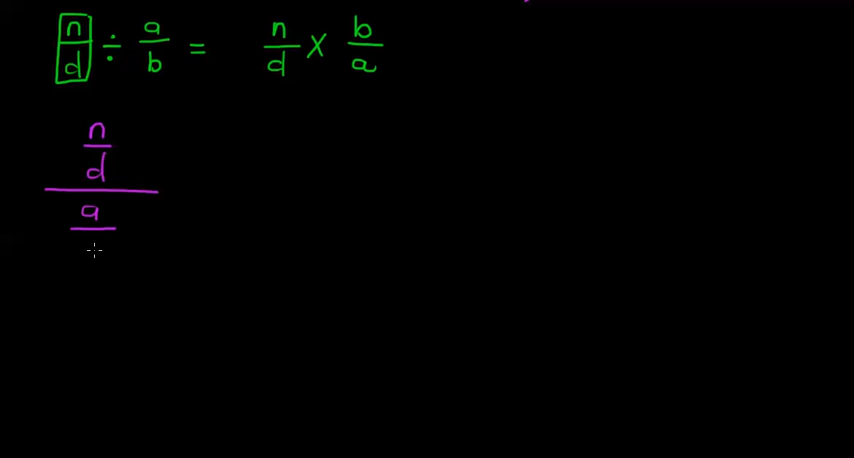 n/d ÷ a/b = n/d × b/a
n
d
a